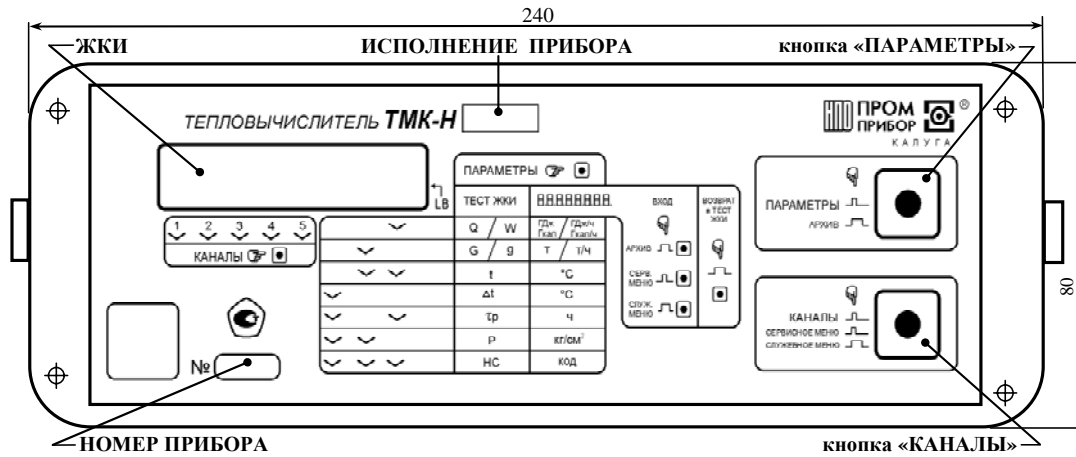 240
ЖКИ ИСПОЛНЕНИЕ ПРИБОРА кнопка «ПАРАМЕТРЫ»
ТЕПЛОВЫЧИСЛИТЕЛЬ ТМК-Н
ПРОМ ПРИБОР ®
КАЛУГА
LB
1 2 3 4 5
КАНАЛЫ
ПАРАМЕТРЫ
ТЕСТ ЖКИ 88888888.
Q / W ГДж Гкал / ГДж/ч Гкал/ч
G / g т / т/ч
t °C
Δt °C
τр ч
P кг/см²
НС код
ВХОД
АРХИВ
СЕРВ. МЕНЮ
СЛУЖ. МЕНЮ
ВОЗВРАТ в ТЕСТ ЖКИ
ПАРАМЕТРЫ
АРХИВ
КАНАЛЫ
СЕРВИСНОЕ МЕНЮ
СЛУЖЕБНОЕ МЕНЮ
80
№
НОМЕР ПРИБОРА кнопка «КАНАЛЫ»